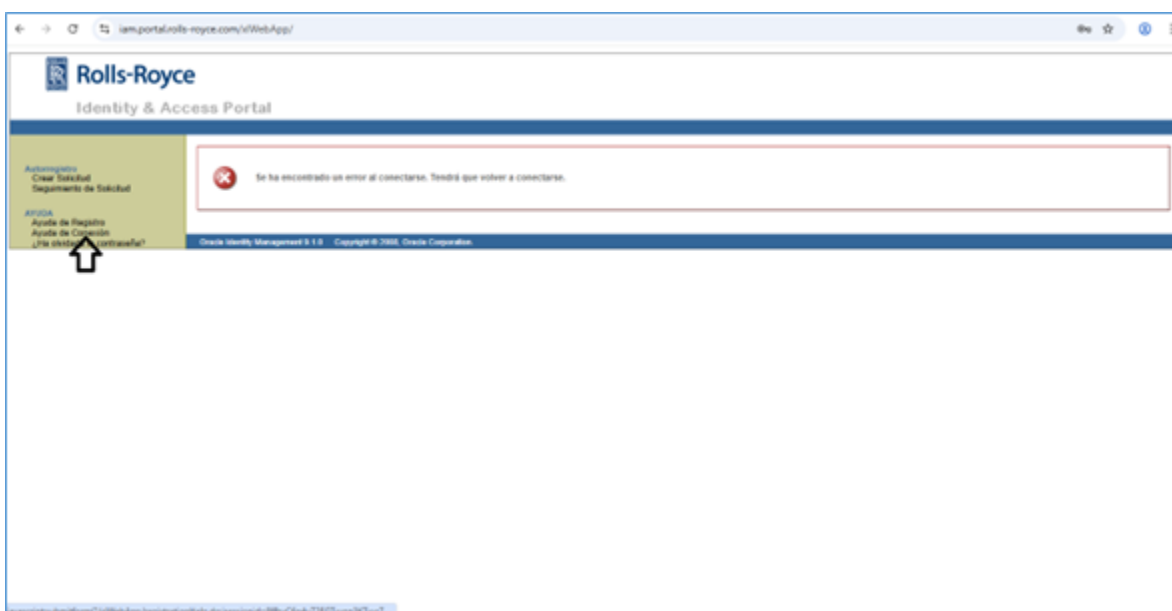 iam.portal.rolls-royce.com/xlWebApp/
Rolls-Royce
Identity & Access Portal
Autorregistro
Crear Solicitud
Seguimiento de Solicitud
AYUDA
Ayuda de Registro
Ayuda de Conexión
¿Ha olvidado contraseña?
Se ha encontrado un error al conectarse. Tendrá que volver a conectarse.
Oracle Identity Management 9.1.0 Copyright © 2008, Oracle Corporation.